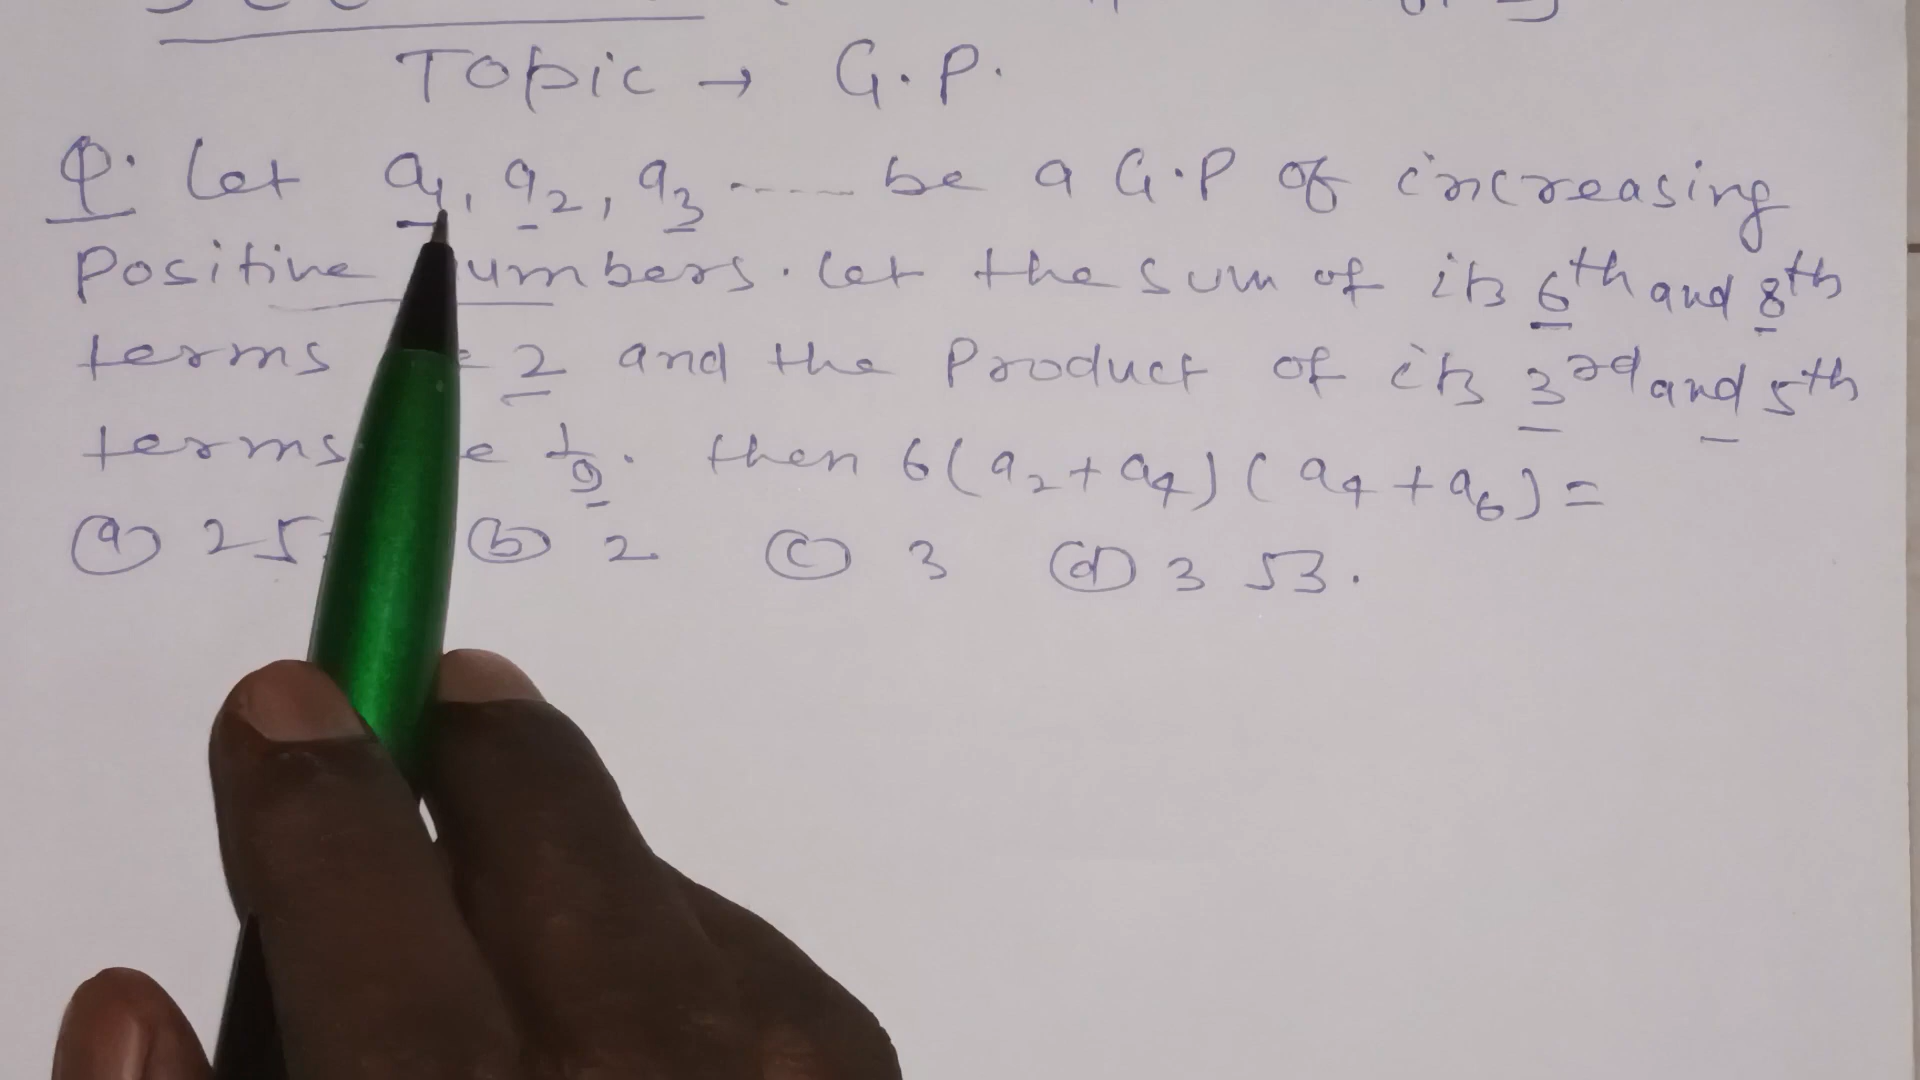 Topic → G.P.
Q. Let a1, a2, a3 ...... be a G.P of increasing
Positive numbers. Let the sum of its 6th and 8th
terms 2 and the Product of its 3rd and 5th
terms 1/9. then 6(a2+a4)(a4+a6)=
(a) 2√ (b) 2 (c) 3 (d) 3√3.